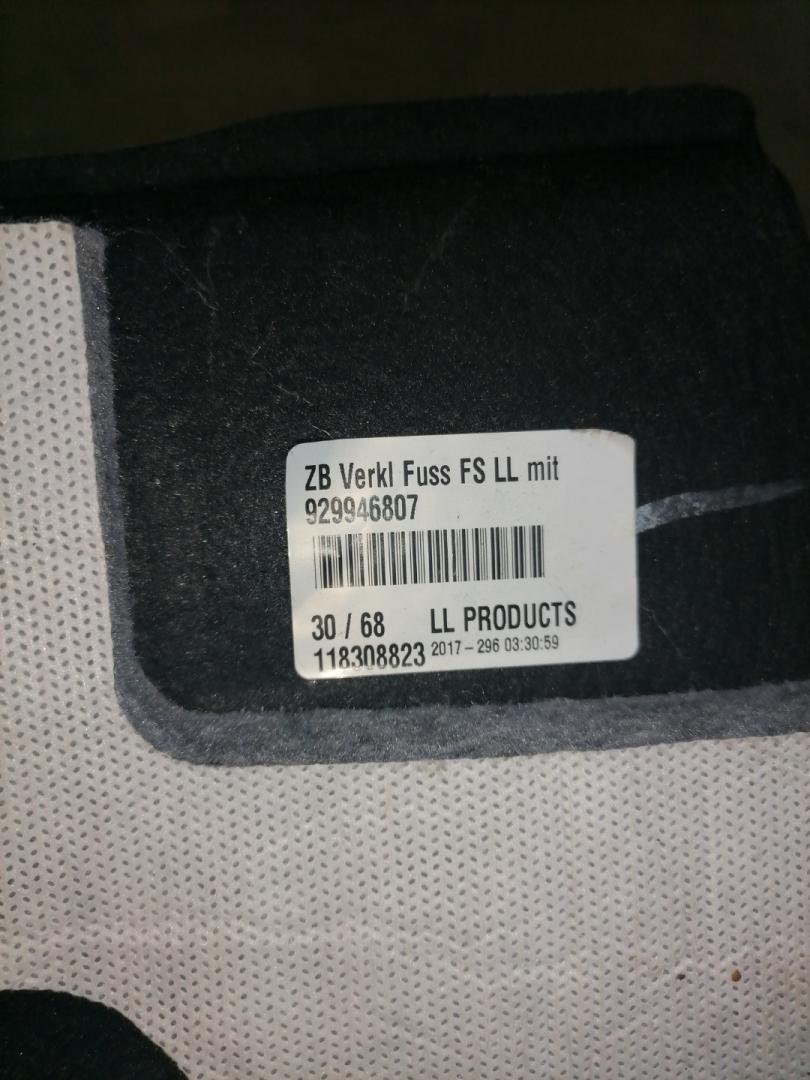 ZB Verkl Fuss FS LL mit
929946807
30 / 68 LL PRODUCTS
118308823 2017 – 296 03:30:59